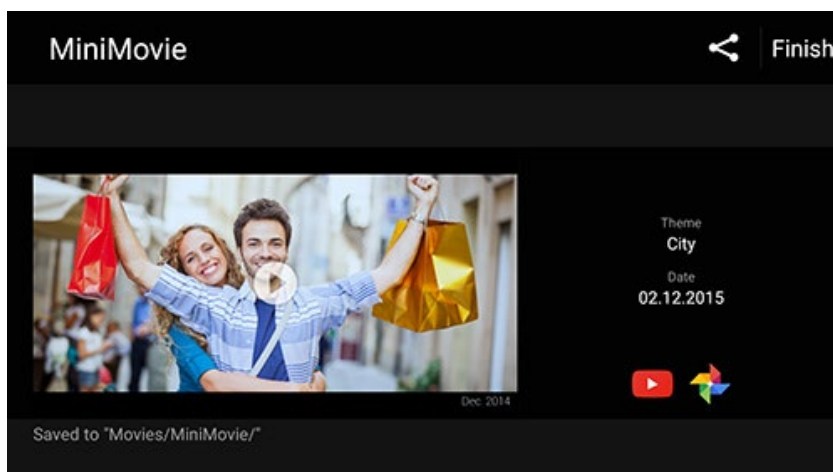 MiniMovie
Finish
Theme
City
Date
02.12.2015
Dec 2014
Saved to "Movies/MiniMovie/"